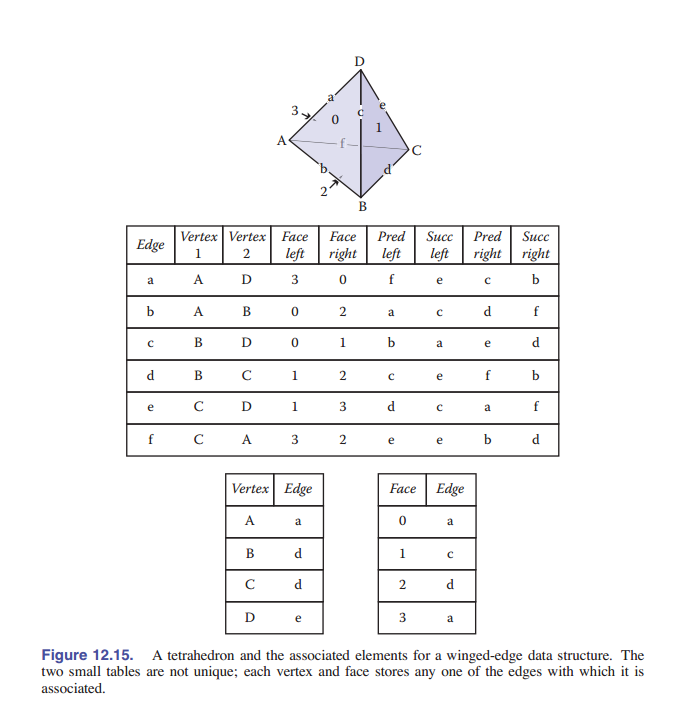 D
a
e
3
0
c
1
A
f
C
b
d
2
B
Edge Vertex 1 Vertex 2 Face left Face right Pred left Succ left Pred right Succ right
a A D 3 0 f e c b
b A B 0 2 a c d f
c B D 0 1 b a e d
d B C 1 2 c e f b
e C D 1 3 d c a f
f C A 3 2 e e b d
Vertex Edge
A a
B d
C d
D e
Face Edge
0 a
1 c
2 d
3 a
Figure 12.15. A tetrahedron and the associated elements for a winged-edge data structure. The
two small tables are not unique; each vertex and face stores any one of the edges with which it is
associated.